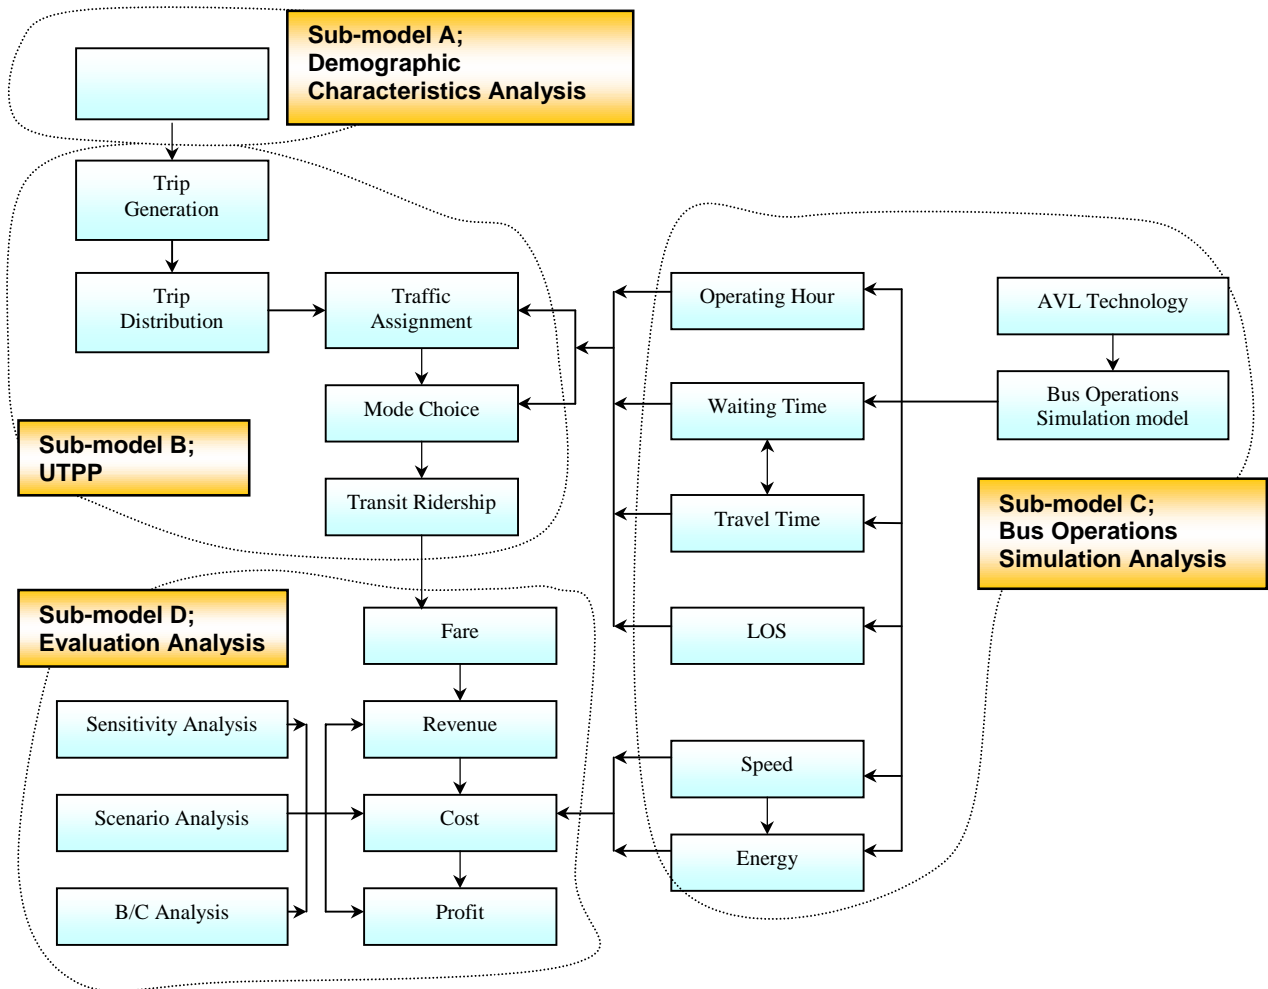 Sub-model A;
Demographic
Characteristics Analysis
Trip
Generation
Trip
Distribution
Traffic
Assignment
Operating Hour
AVL Technology
Mode Choice
Waiting Time
Bus Operations
Simulation model
Sub-model B;
UTPP
Transit Ridership
Travel Time
Sub-model C;
Bus Operations
Simulation Analysis
Sub-model D;
Evaluation Analysis
Fare
LOS
Sensitivity Analysis
Revenue
Speed
Scenario Analysis
Cost
Energy
B/C Analysis
Profit